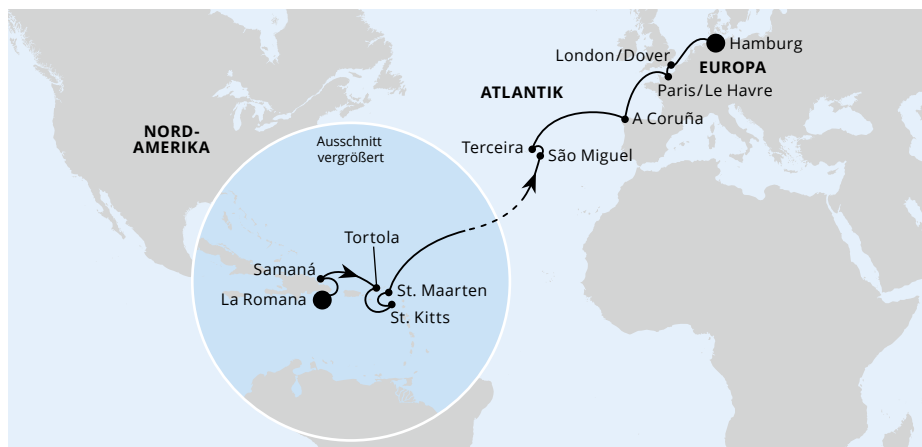 Hamburg
London/Dover
EUROPA
Paris/Le Havre
ATLANTIK
A Coruña
NORD-
AMERIKA
Ausschnitt
vergrößert
Terceira
São Miguel
Tortola
Samaná
La Romana
St. Maarten
St. Kitts